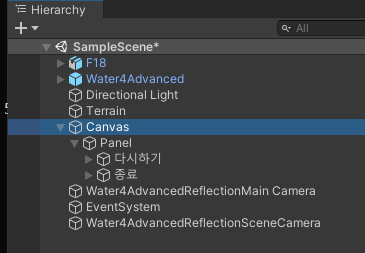 Hierarchy
All
SampleScene*
F18
Water4Advanced
Directional Light
Terrain
Canvas
Panel
다시하기
종료
Water4AdvancedReflectionMain Camera
EventSystem
Water4AdvancedReflectionSceneCamera